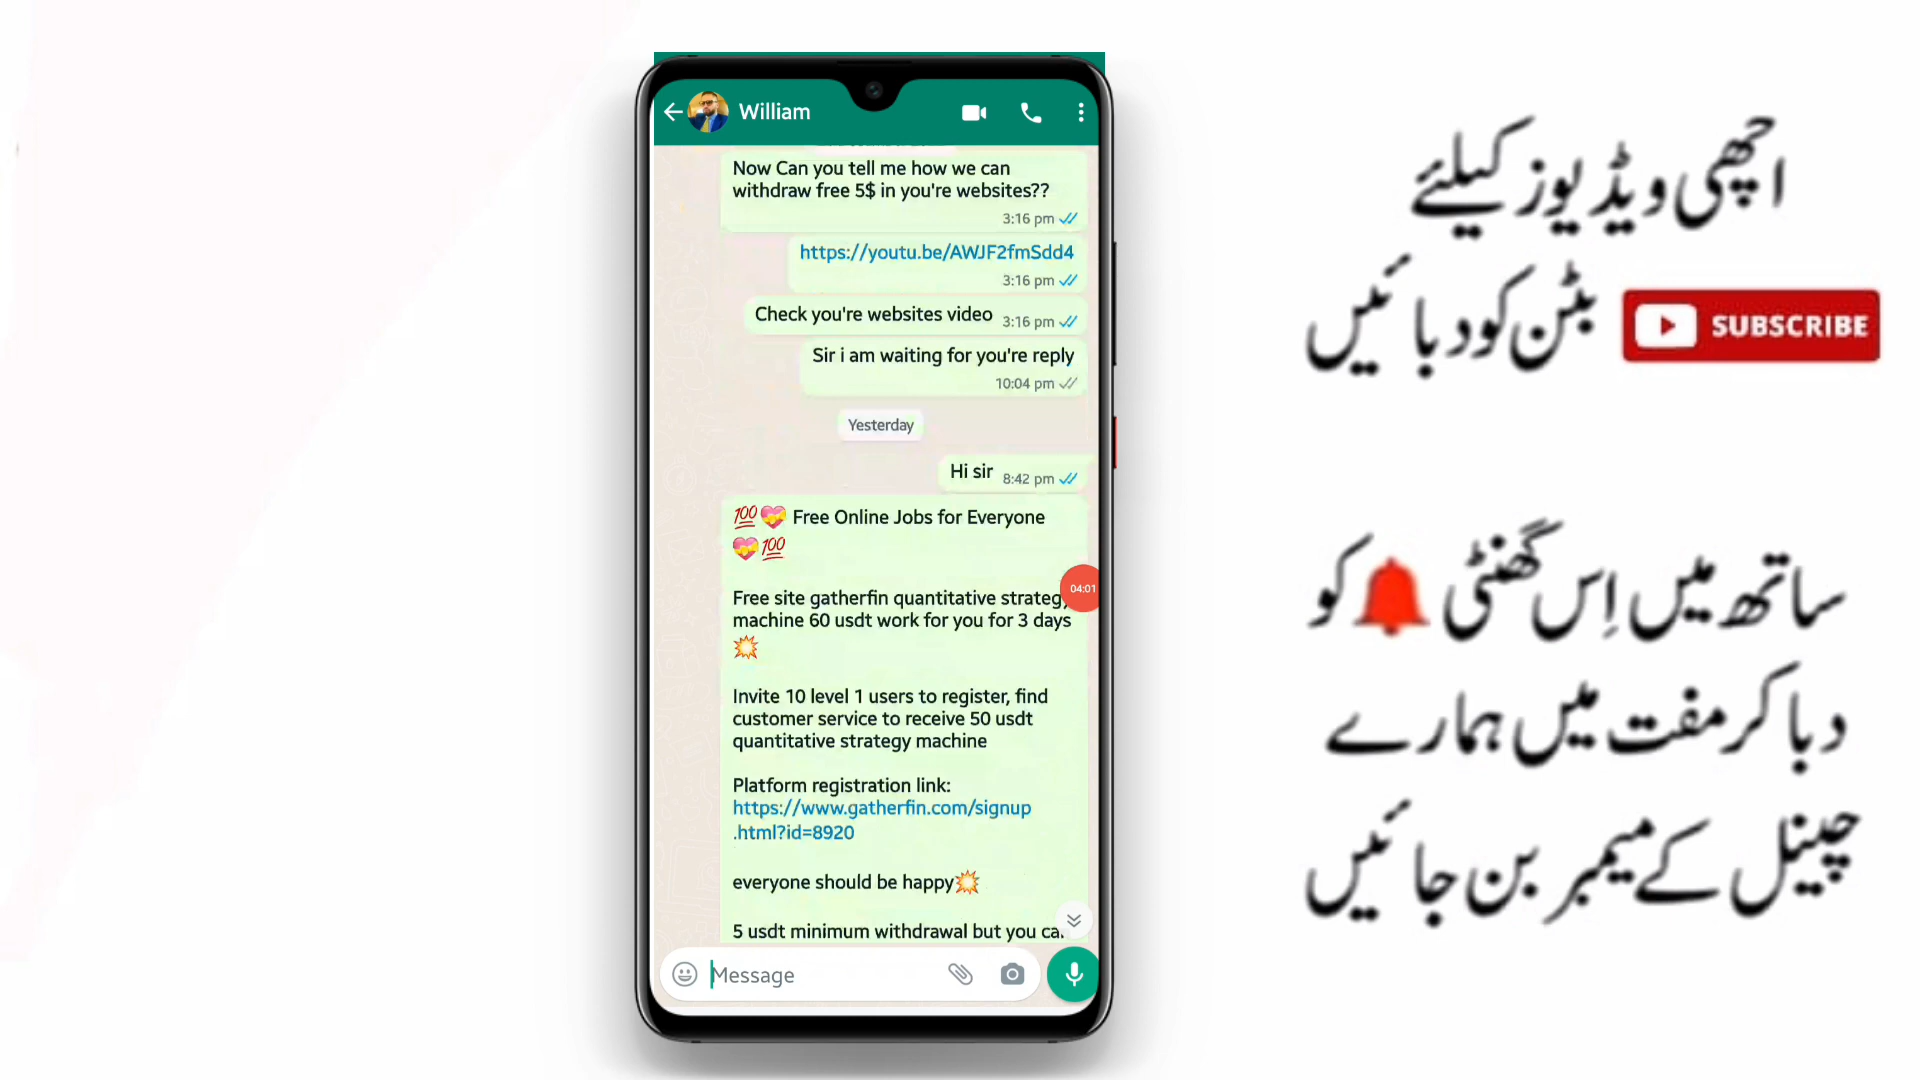 William
Now Can you tell me how we can
withdraw free 5$ in you're websites??
3:16 pm
https://youtu.be/AWJF2fmSdd4
3:16 pm
Check you're websites video 3:16 pm
Sir i am waiting for you're reply
10:04 pm
Yesterday
Hi sir 8:42 pm
💯💝 Free Online Jobs for Everyone
💝💯
04:01
Free site gatherfin quantitative strategy
machine 60 usdt work for you for 3 days
💥
Invite 10 level 1 users to register, find
customer service to receive 50 usdt
quantitative strategy machine
Platform registration link:
https://www.gatherfin.com/signup
.html?id=8920
everyone should be happy💥
5 usdt minimum withdrawal but you
Message
اچھی ویڈیوز کیلئے
SUBSCRIBE بٹن کو دبائیں
ساتھ میں اِس گھنٹی 🔔 کو
دبا کر مفت میں ہمارے
چینل کے میمبر بن جائیں